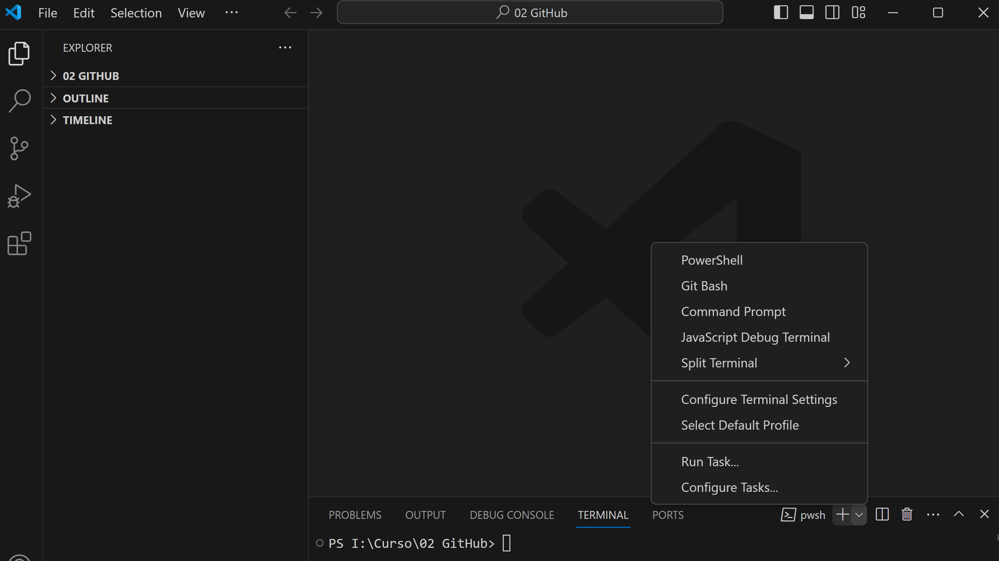 File Edit Selection View ···
02 GitHub
EXPLORER
02 GITHUB
OUTLINE
TIMELINE
PowerShell
Git Bash
Command Prompt
JavaScript Debug Terminal
Split Terminal
Configure Terminal Settings
Select Default Profile
Run Task...
Configure Tasks...
PROBLEMS OUTPUT DEBUG CONSOLE TERMINAL PORTS pwsh
PS I:\Curso\02 GitHub>